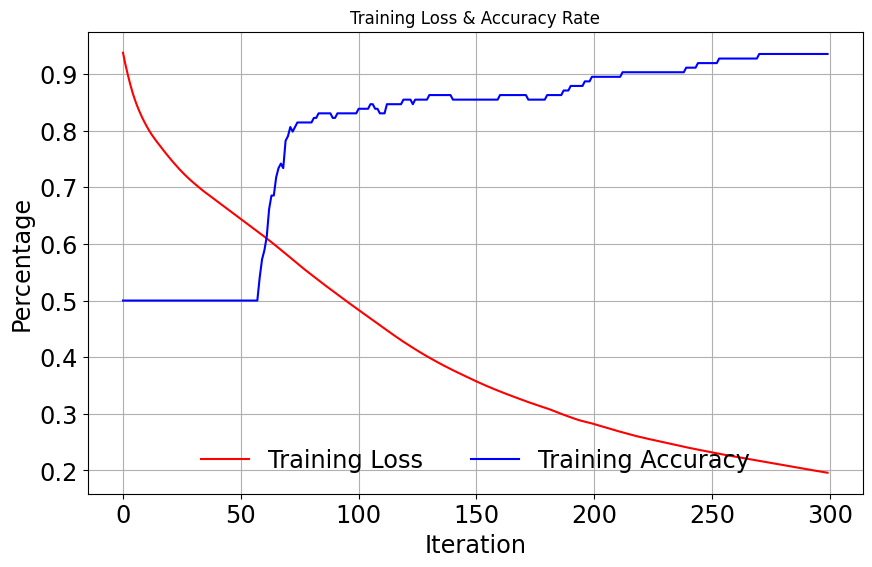 Training Loss & Accuracy Rate
Percentage
0.9
0.8
0.7
0.6
0.5
0.4
0.3
0.2
Training Loss
Training Accuracy
0 50 100 150 200 250 300
Iteration